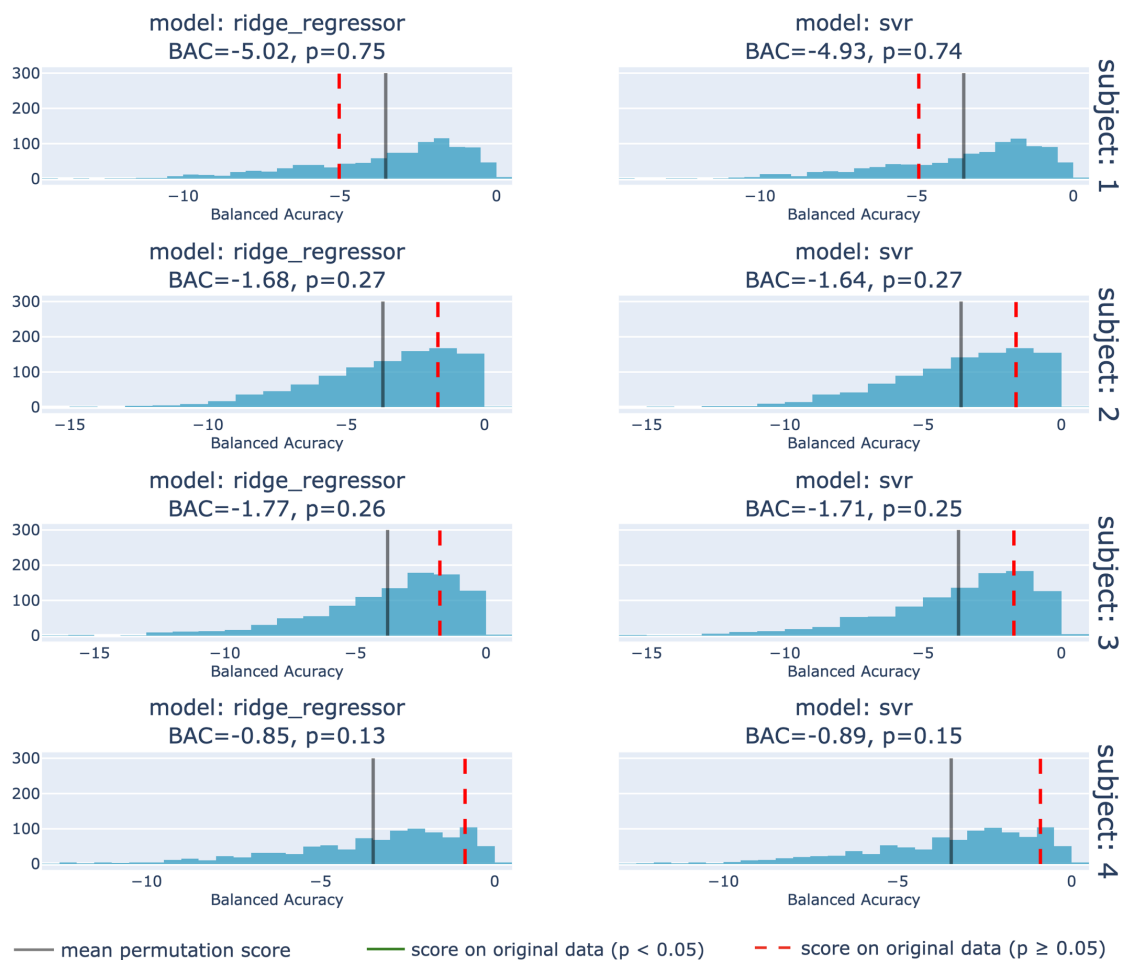 model: ridge_regressor
BAC=-5.02, p=0.75
model: svr
BAC=-4.93, p=0.74
300
200
100
0
−10
−5
0
Balanced Acuracy
−10
−5
0
Balanced Acuracy
subject: 1
model: ridge_regressor
BAC=-1.68, p=0.27
model: svr
BAC=-1.64, p=0.27
300
200
100
0
−15
−10
−5
0
Balanced Acuracy
−15
−10
−5
0
Balanced Acuracy
subject: 2
model: ridge_regressor
BAC=-1.77, p=0.26
model: svr
BAC=-1.71, p=0.25
300
200
100
0
−15
−10
−5
0
Balanced Acuracy
−15
−10
−5
0
Balanced Acuracy
subject: 3
model: ridge_regressor
BAC=-0.85, p=0.13
model: svr
BAC=-0.89, p=0.15
300
200
100
0
−10
−5
0
Balanced Acuracy
−10
−5
0
Balanced Acuracy
subject: 4
mean permutation score
score on original data (p < 0.05)
score on original data (p ≥ 0.05)